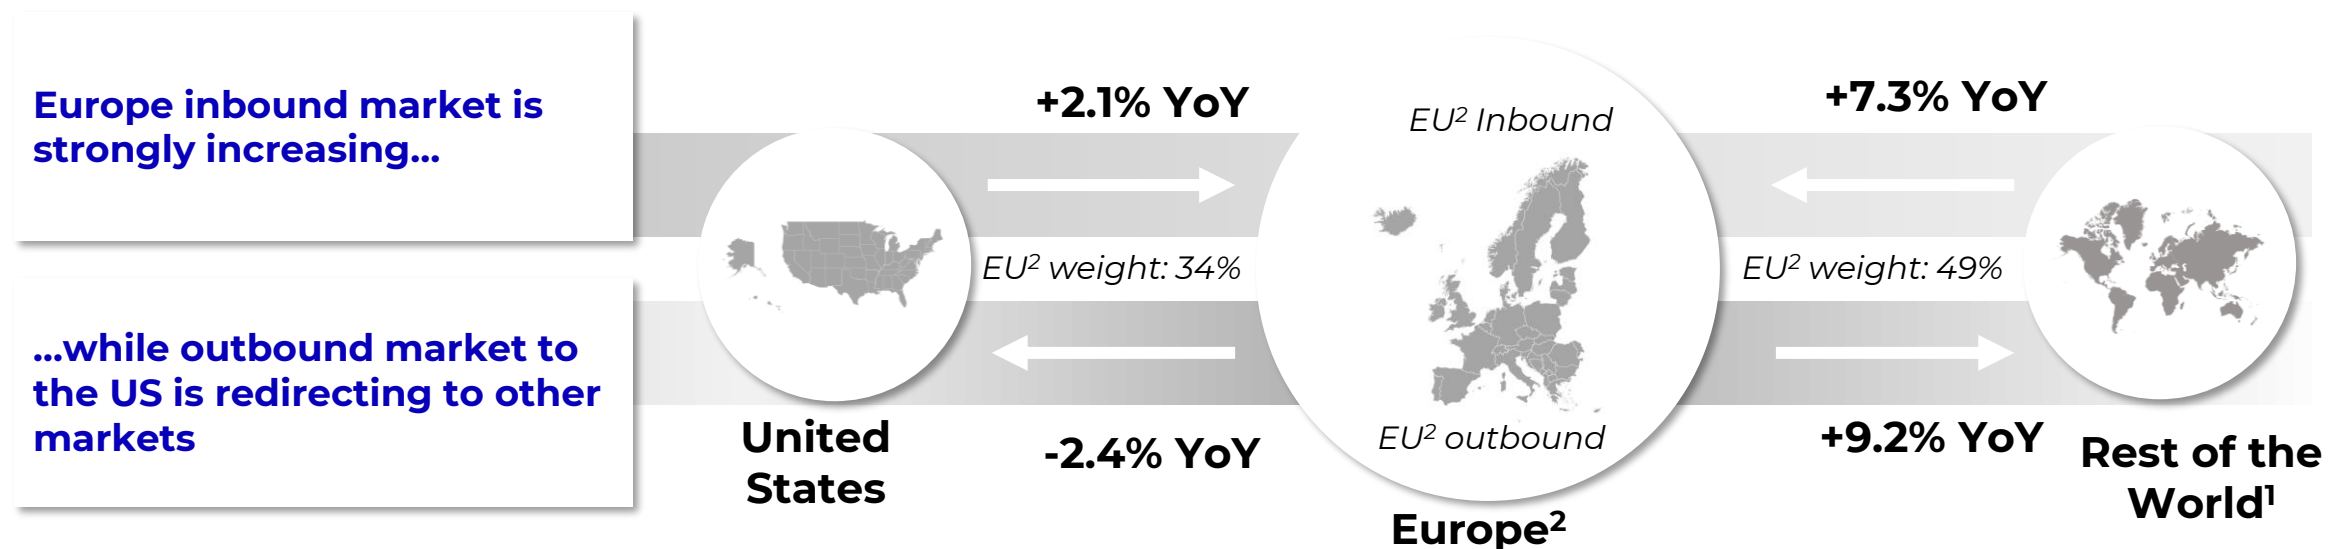 Europe inbound market is
strongly increasing...
...while outbound market to
the US is redirecting to other
markets
+2.1% YoY
EU² weight: 34%
-2.4% YoY
United
States
EU² Inbound
EU² outbound
Europe²
+7.3% YoY
EU² weight: 49%
+9.2% YoY
Rest of the
World¹